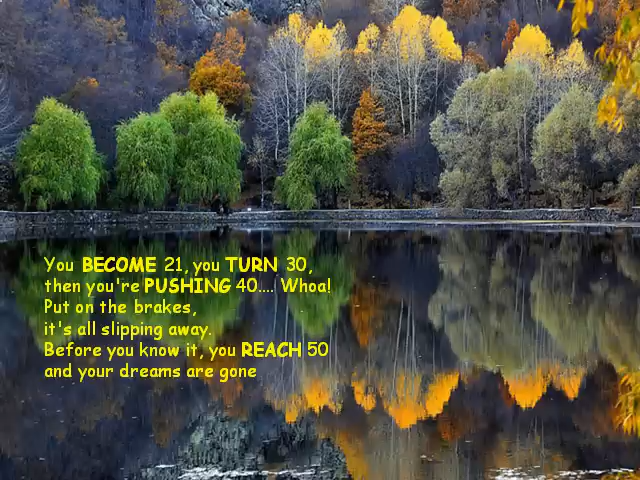 You BECOME 21, you TURN 30,
then you're PUSHING 40.... Whoa!
Put on the brakes,
it's all slipping away.
Before you know it, you REACH 50
and your dreams are gone